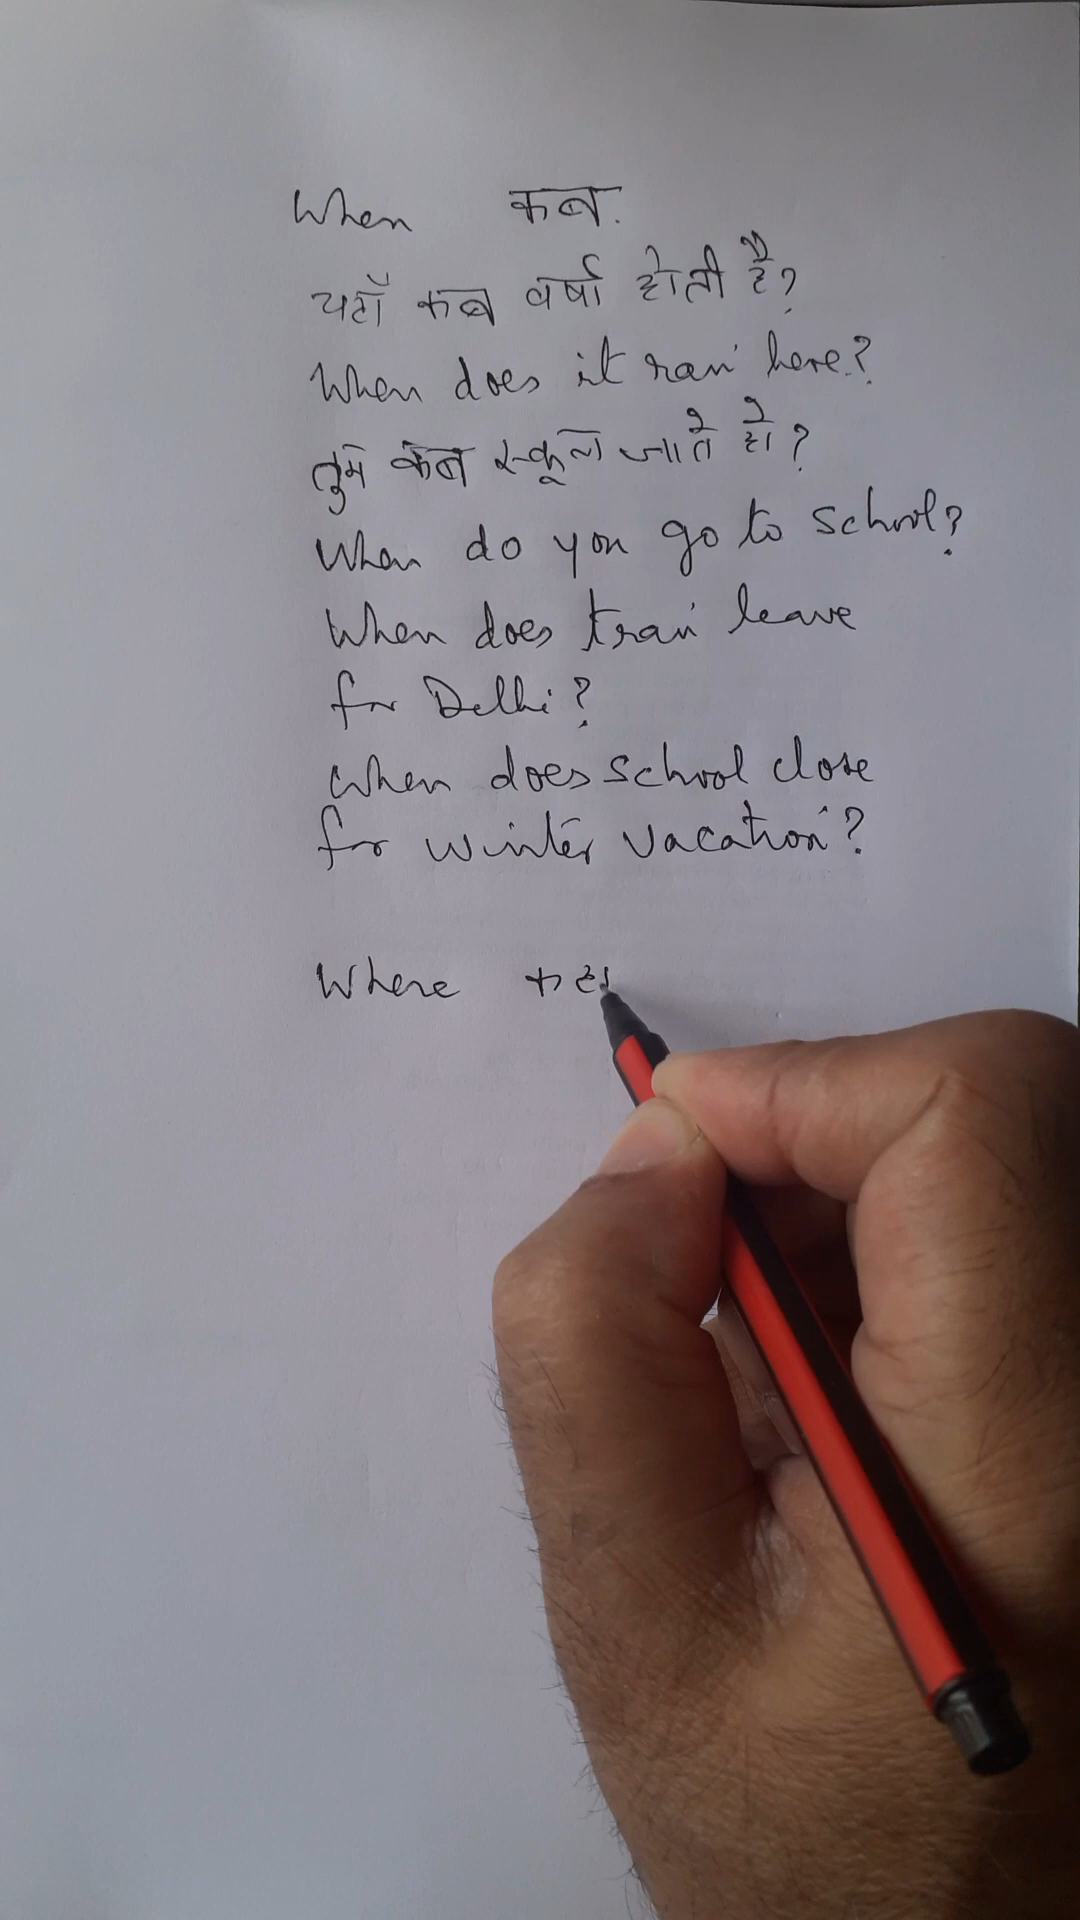 When कब.
यहाँ कब वर्षा होती है?
When does it rain here?
तुम कब स्कूल जाते हो?
When do you go to school?
When does train leave
for Delhi?
When does school close
for winter vacation?
Where कहा